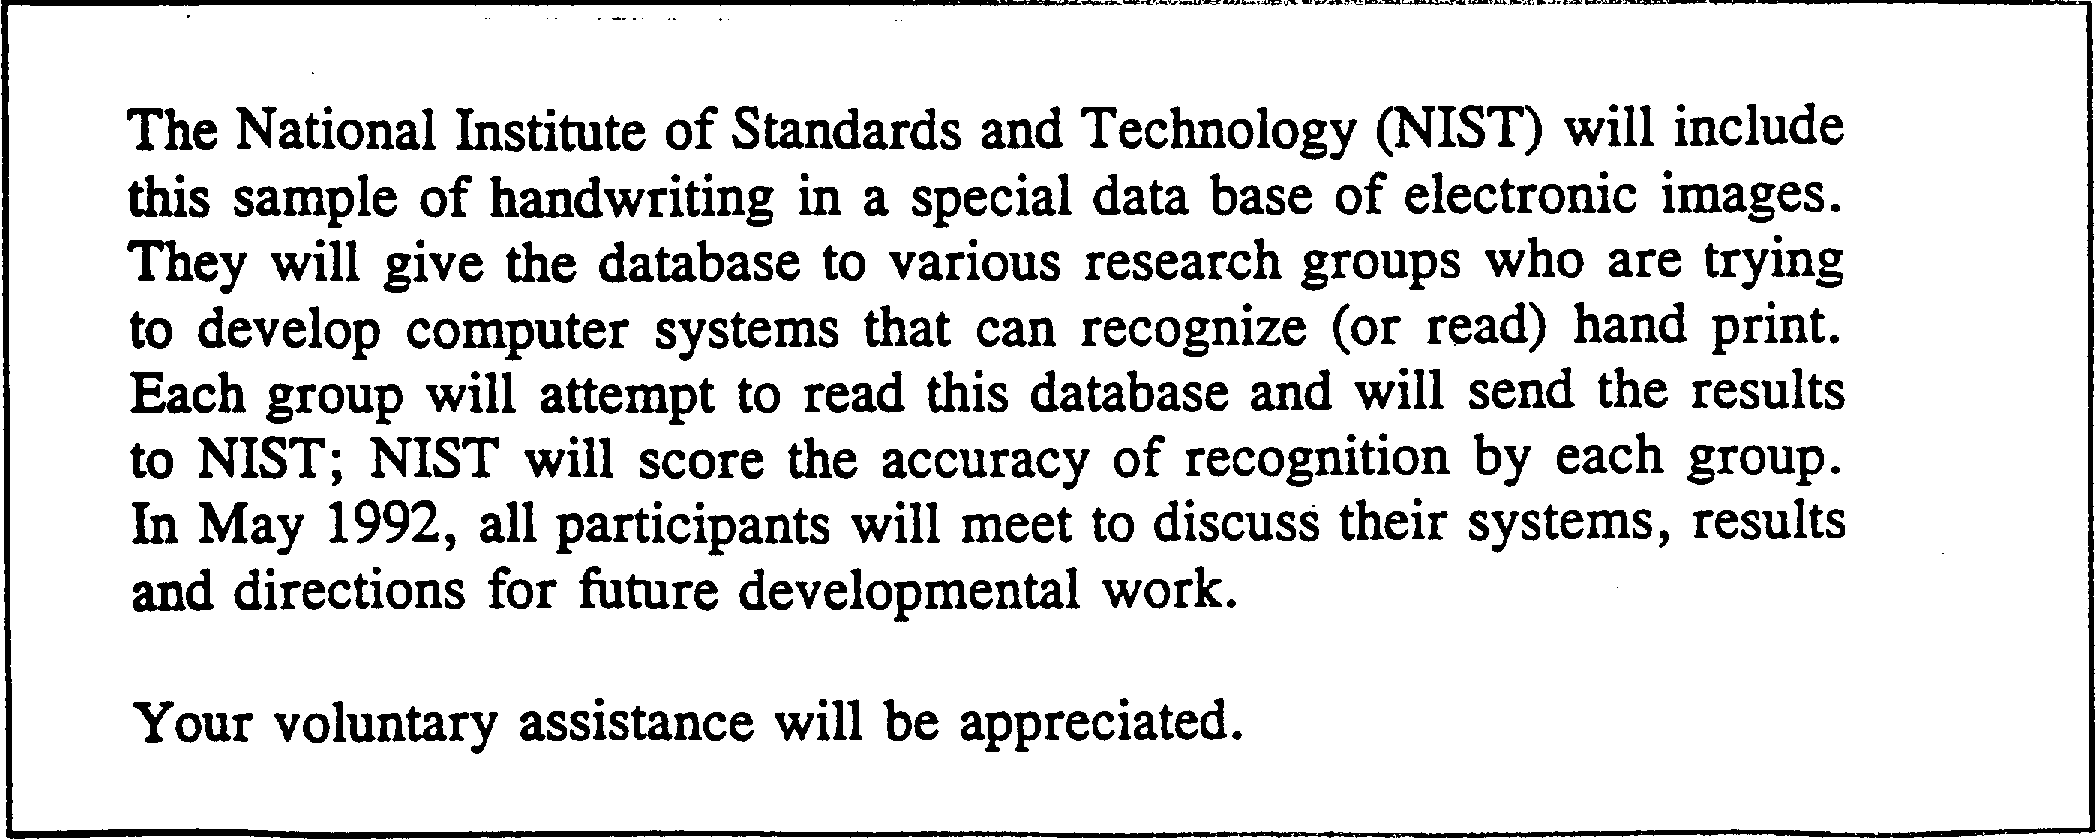 The National Institute of Standards and Technology (NIST) will include
this sample of handwriting in a special data base of electronic images.
They will give the database to various research groups who are trying
to develop computer systems that can recognize (or read) hand print.
Each group will attempt to read this database and will send the results
to NIST; NIST will score the accuracy of recognition by each group.
In May 1992, all participants will meet to discuss their systems, results
and directions for future developmental work.
Your voluntary assistance will be appreciated.